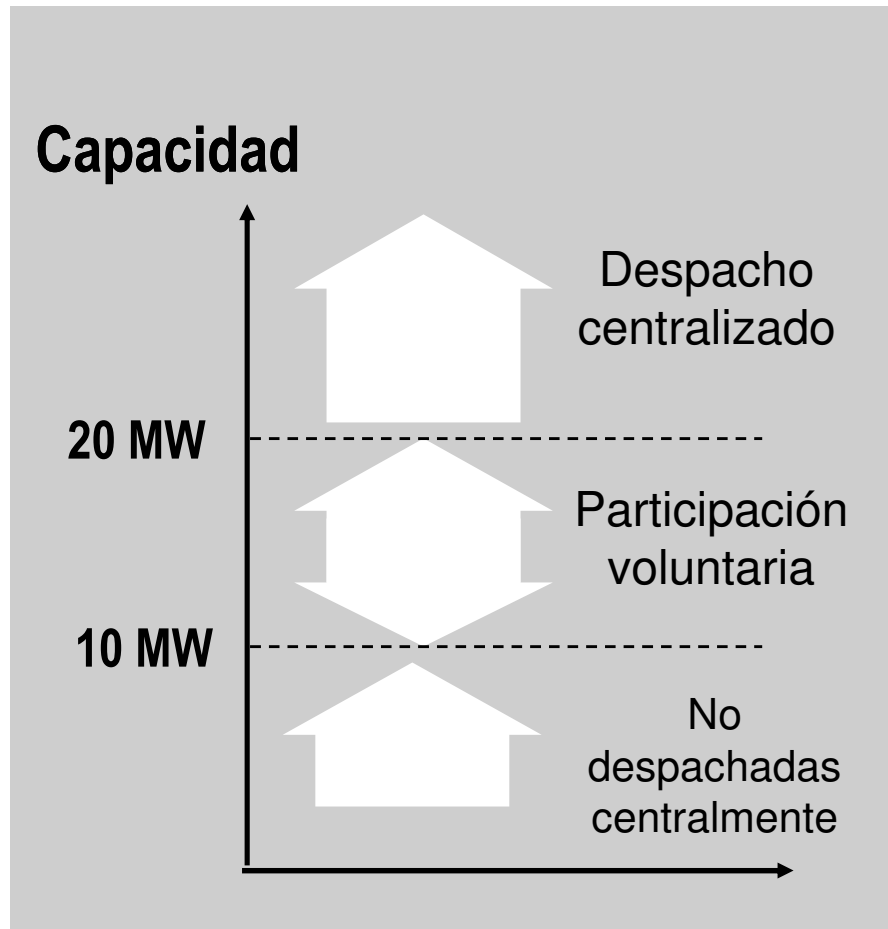 Capacidad
Despacho
centralizado
20 MW
Participación
voluntaria
10 MW
No
despachadas
centralmente